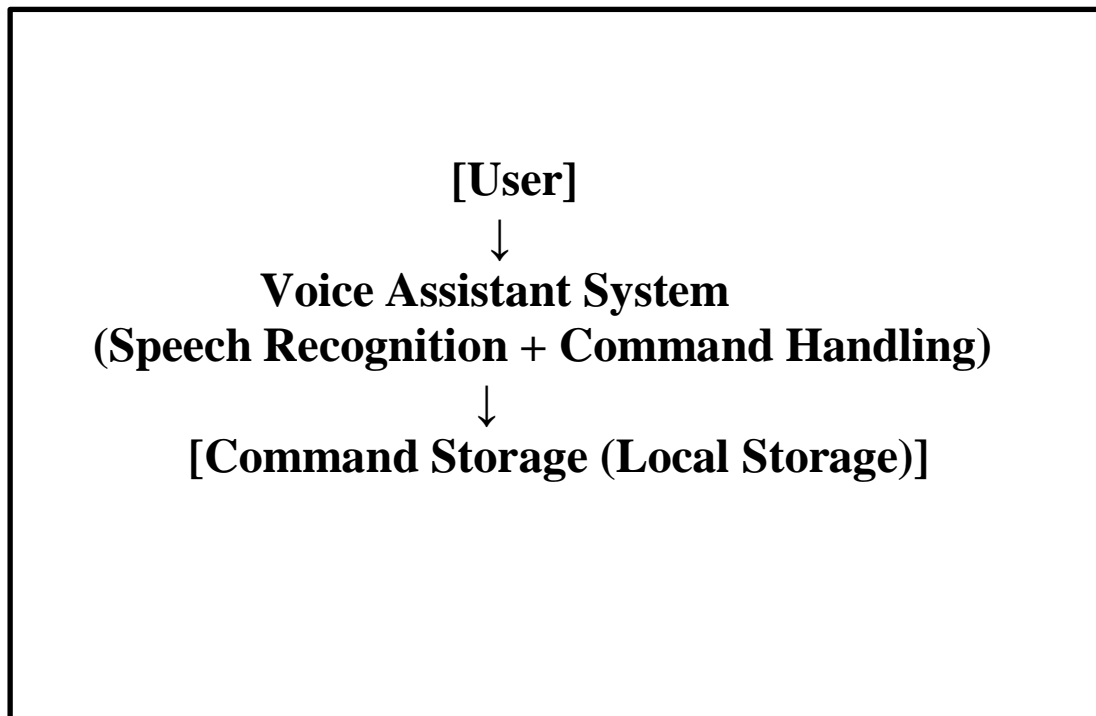 [User]
↓
Voice Assistant System
(Speech Recognition + Command Handling)
↓
[Command Storage (Local Storage)]